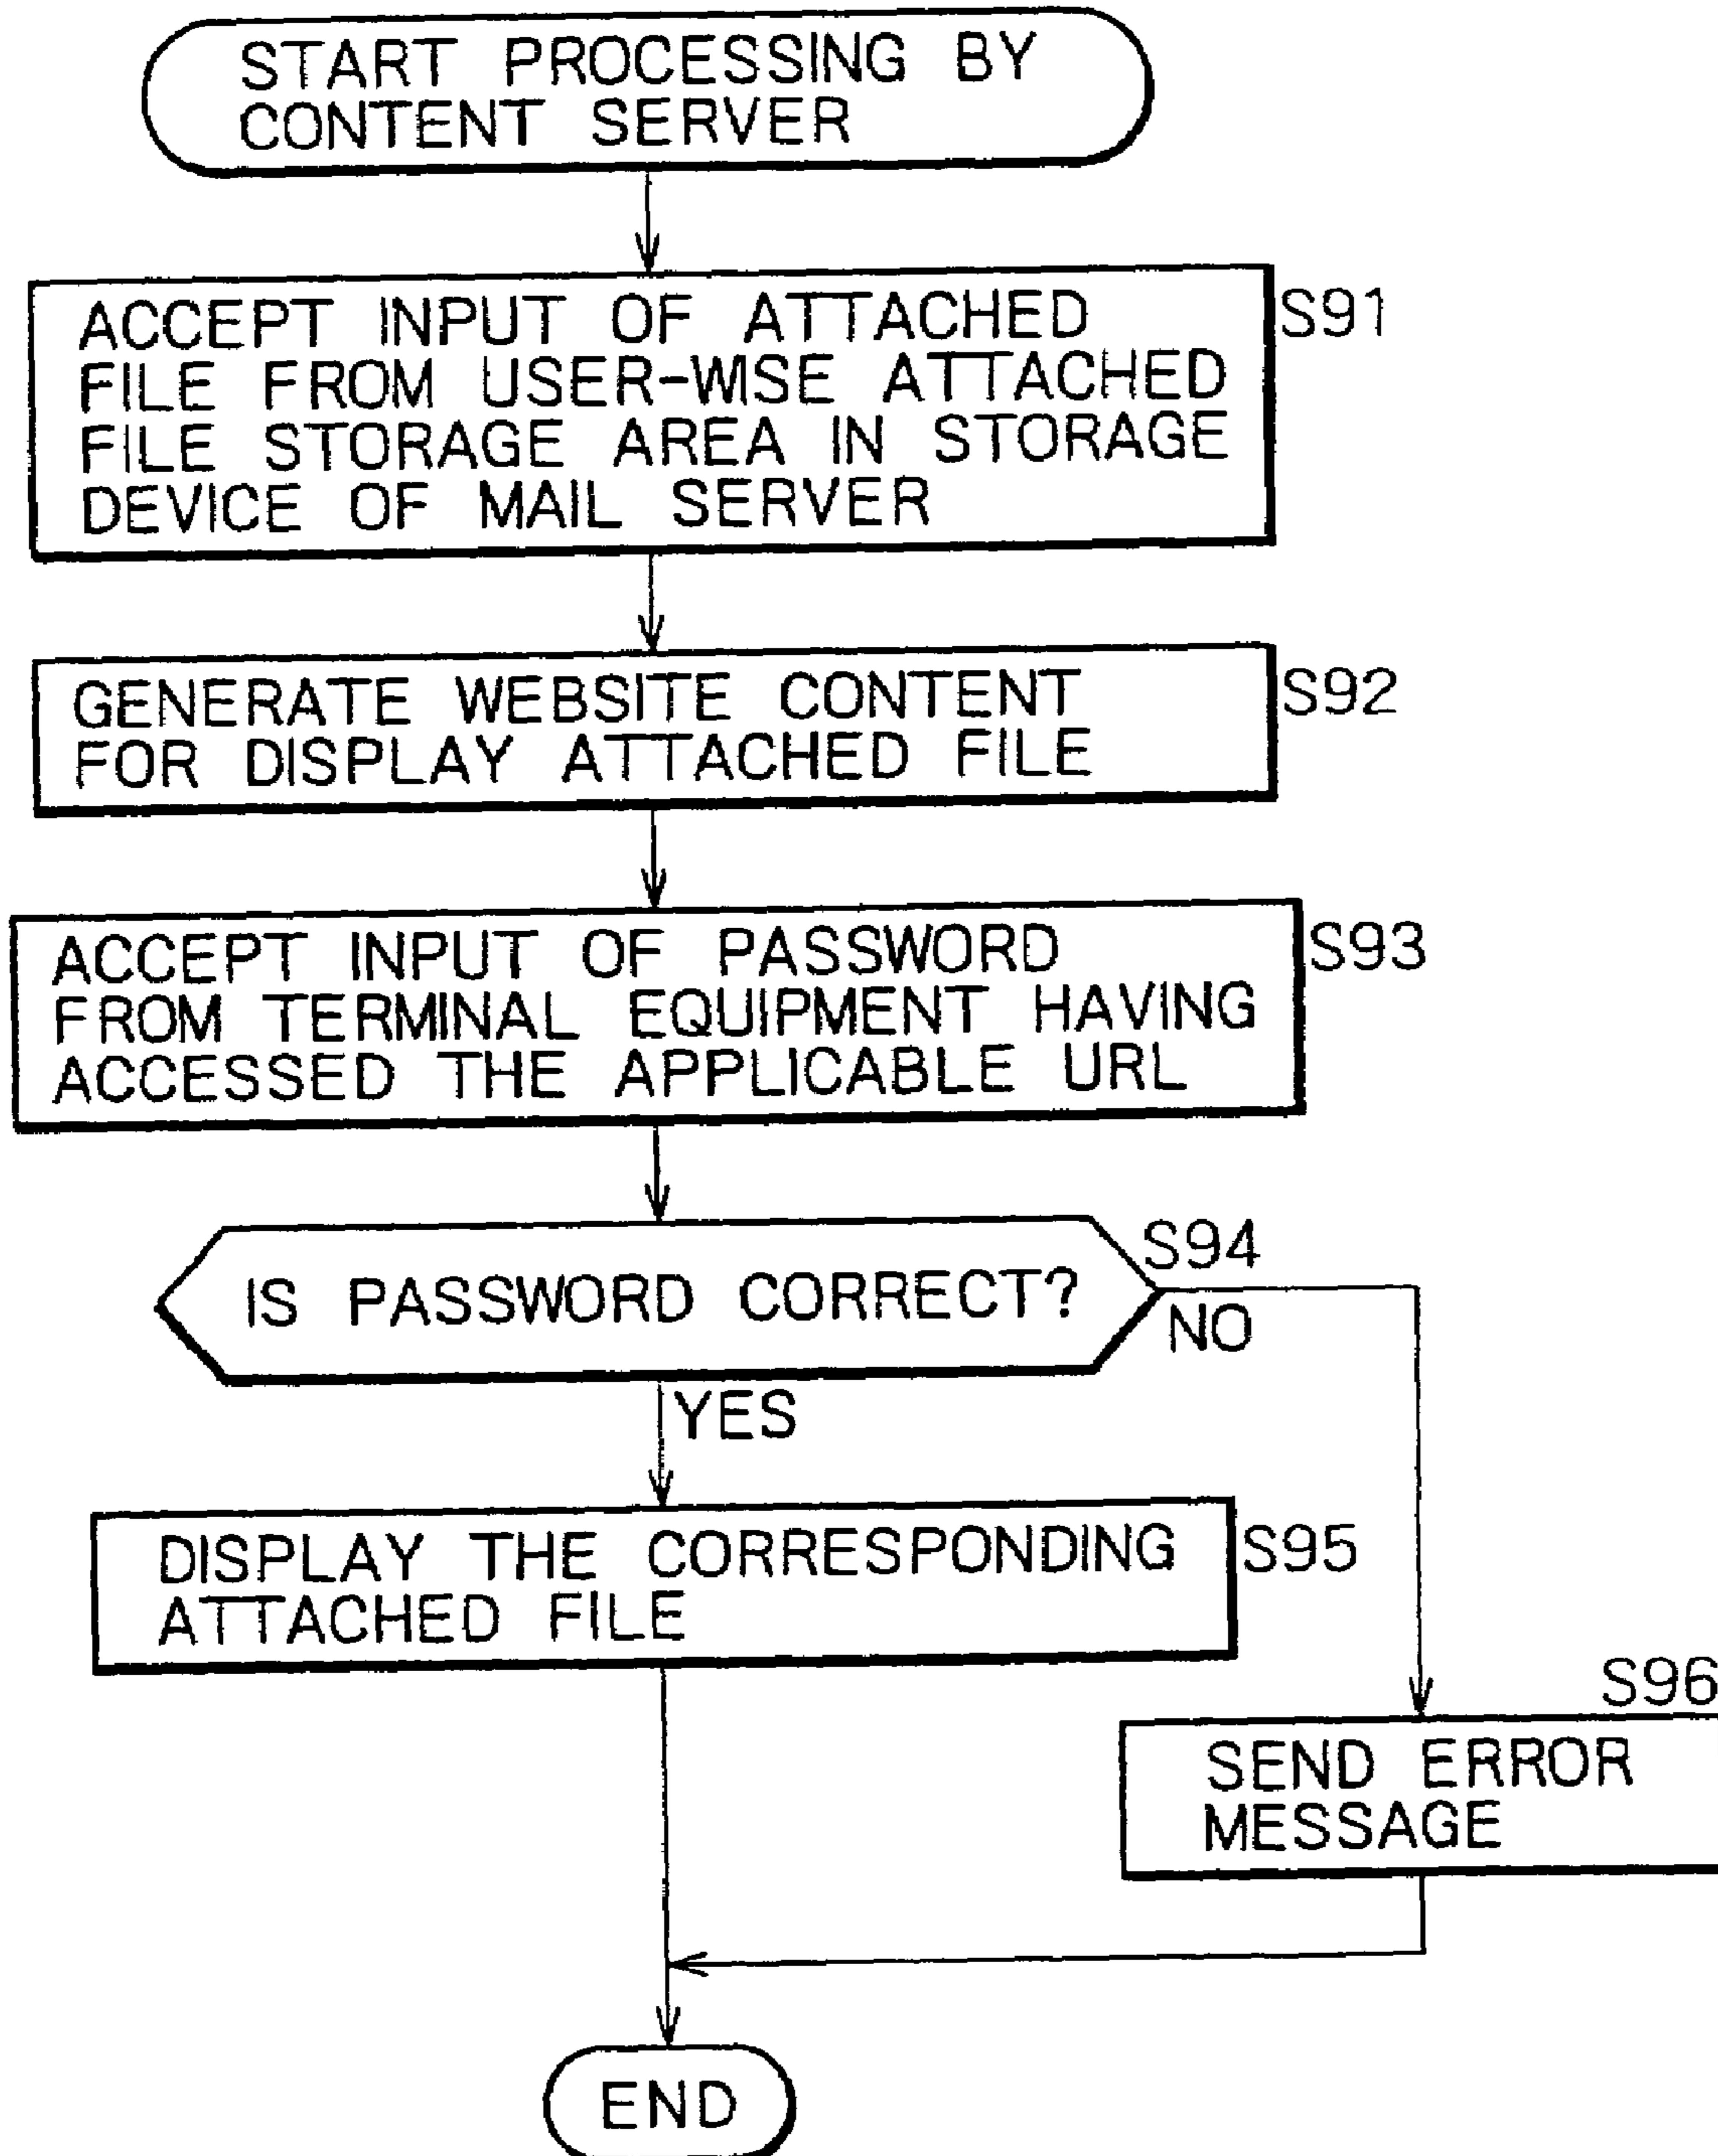 START PROCESSING BY
CONTENT SERVER
ACCEPT INPUT OF ATTACHED
FILE FROM USER-WISE ATTACHED
FILE STORAGE AREA IN STORAGE
DEVICE OF MAIL SERVER
S91
GENERATE WEBSITE CONTENT
FOR DISPLAY ATTACHED FILE
S92
ACCEPT INPUT OF PASSWORD
FROM TERMINAL EQUIPMENT HAVING
ACCESSED THE APPLICABLE URL
S93
IS PASSWORD CORRECT?
S94
NO
YES
DISPLAY THE CORRESPONDING
ATTACHED FILE
S95
S96
SEND ERROR
MESSAGE
END